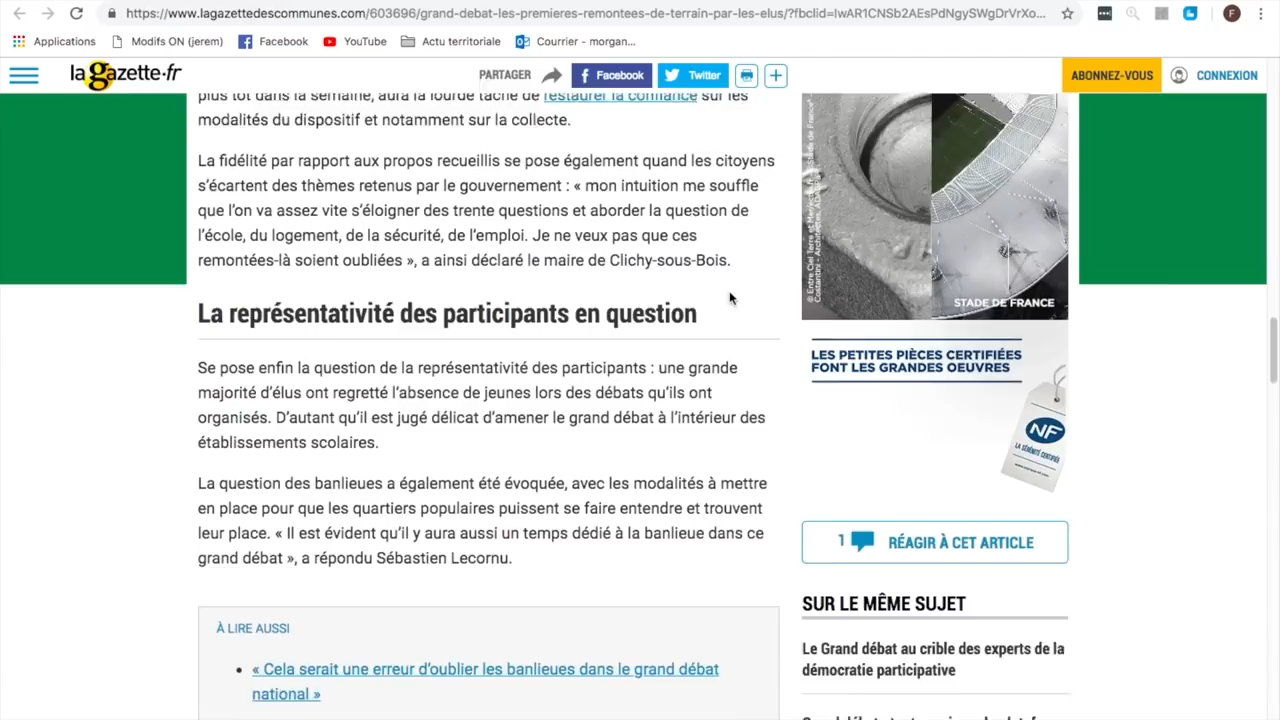 https://www.lagazettedescommunes.com/603696/grand-debat-les-premieres-remontees-de-terrain-par-les-elus/?fbclid=IwAR1CNSb2AEsPdNgySWgDrVrXo...
F
Applications
Modifs ON (jerem)
Facebook
YouTube
Actu territoriale
Courrier - morgan...
la gazette.fr
PARTAGER
Facebook
Twitter
ABONNEZ-VOUS
CONNEXION
plus tôt dans la semaine, aura la lourde tâche de restaurer la confiance sur les
modalités du dispositif et notamment sur la collecte.
La fidélité par rapport aux propos recueillis se pose également quand les citoyens
s’écartent des thèmes retenus par le gouvernement : « mon intuition me souffle
que l’on va assez vite s’éloigner des trente questions et aborder la question de
l’école, du logement, de la sécurité, de l’emploi. Je ne veux pas que ces
remontées-là soient oubliées », a ainsi déclaré le maire de Clichy-sous-Bois.
La représentativité des participants en question
Se pose enfin la question de la représentativité des participants : une grande
majorité d’élus ont regretté l’absence de jeunes lors des débats qu’ils ont
organisés. D’autant qu’il est jugé délicat d’amener le grand débat à l’intérieur des
établissements scolaires.
La question des banlieues a également été évoquée, avec les modalités à mettre
en place pour que les quartiers populaires puissent se faire entendre et trouvent
leur place. « Il est évident qu’il y aura aussi un temps dédié à la banlieue dans ce
grand débat », a répondu Sébastien Lecornu.
À LIRE AUSSI
• « Cela serait une erreur d’oublier les banlieues dans le grand débat
national »
STADE DE FRANCE
LES PETITES PIÈCES CERTIFIÉES
FONT LES GRANDES OEUVRES
NF
LA SÉRÉNITÉ CERTIFIÉE
1 RÉAGIR À CET ARTICLE
SUR LE MÊME SUJET
Le Grand débat au crible des experts de la
démocratie participative